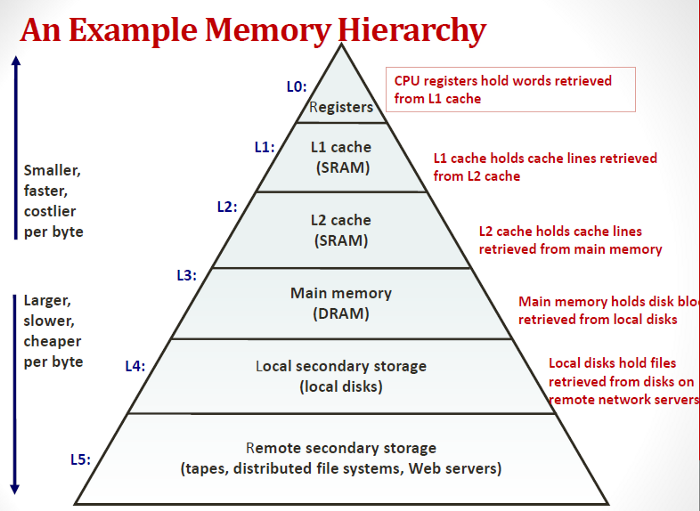 An Example Memory Hierarchy
L0:
Registers
CPU registers hold words retrieved
from L1 cache
L1:
L1 cache
(SRAM)
L1 cache holds cache lines retrieved
from L2 cache
Smaller,
faster,
costlier
per byte
L2:
L2 cache
(SRAM)
L2 cache holds cache lines
retrieved from main memory
L3:
Main memory
(DRAM)
Main memory holds disk blo
retrieved from local disks
Larger,
slower,
cheaper
per byte
L4:
Local secondary storage
(local disks)
Local disks hold files
retrieved from disks on
remote network servers
L5:
Remote secondary storage
(tapes, distributed file systems, Web servers)